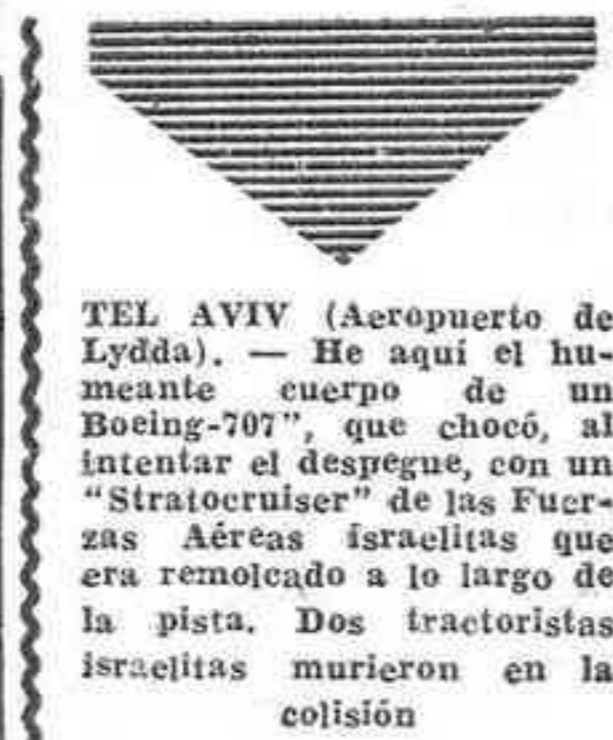 TEL AVIV (Aeropuerto de
Lydda). — He aquí el hu-
meante cuerpo de un
Boeing-707", que chocó, al
intentar el despegue, con un
"Stratocruiser" de las Fuer-
zas Aéreas israelitas que
era remolcado a lo largo de
la pista. Dos tractoristas
israelitas murieron en la
colisión